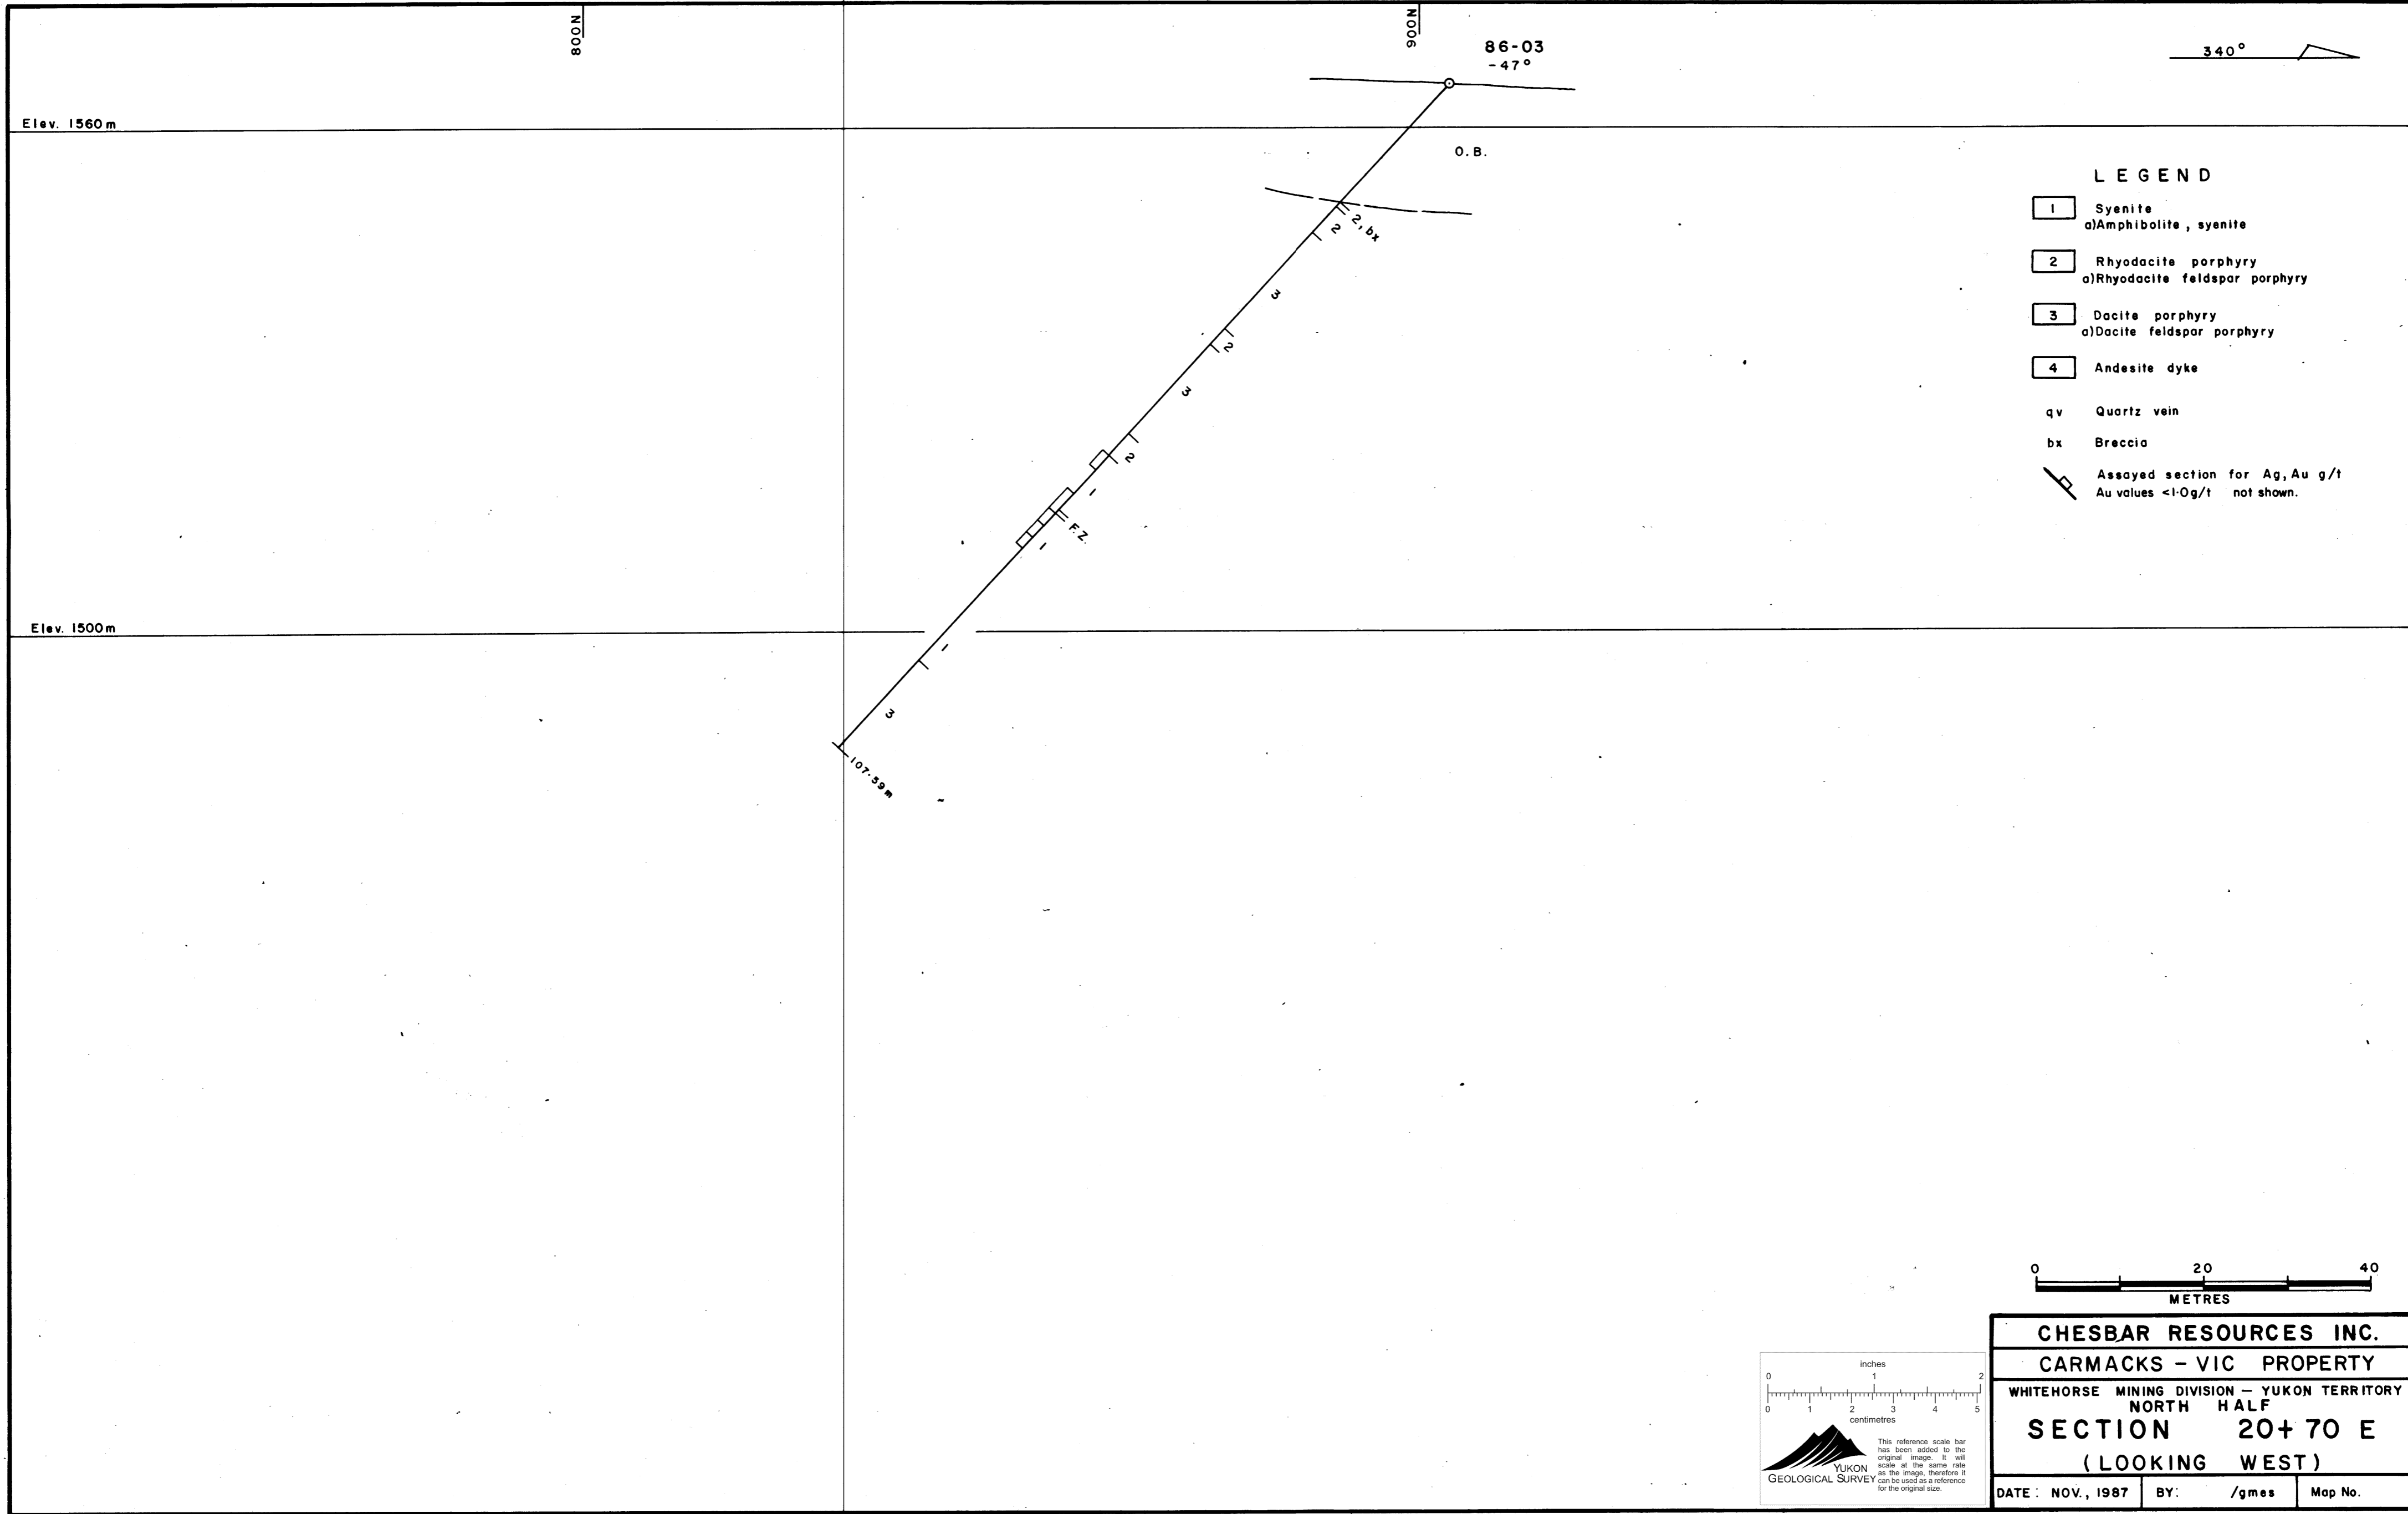 800N
900N
86-03
-47°
340°
Elev. 1560m
O.B.
2, bx
2
3
2
3
2
1
F.Z.
1
Elev. 1500m
1
3
107.59m
LEGEND
1 Syenite
a)Amphibolite, syenite
2 Rhyodacite porphyry
a)Rhyodacite feldspar porphyry
3 Dacite porphyry
a)Dacite feldspar porphyry
4 Andesite dyke
qv Quartz vein
bx Breccia
Assayed section for Ag, Au g/t
Au values <1·0g/t not shown.
0 20 40
METRES
CHESBAR RESOURCES INC.
CARMACKS – VIC PROPERTY
WHITEHORSE MINING DIVISION – YUKON TERRITORY
NORTH HALF
SECTION 20+70 E
(LOOKING WEST)
DATE: NOV., 1987 BY: /gmes Map No.
inches
0 1 2
0 1 2 3 4 5
centimetres
YUKON
GEOLOGICAL SURVEY
This reference scale bar
has been added to the
original image. It will
scale at the same rate
as the image, therefore it
can be used as a reference
for the original size.